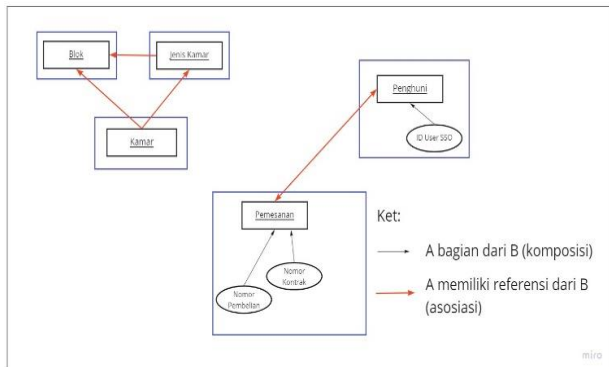 Blok
Jenis Kamar
Kamar
Penghuni
ID User SSO
Pemesanan
Nomor
Kontrak
Nomor
Pembelian
Ket:
A bagian dari B (komposisi)
A memiliki referensi dari B
(asosiasi)
miro